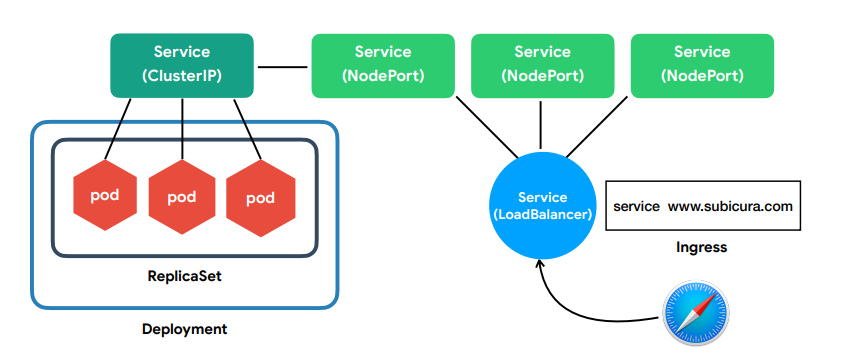 Service
(ClusterIP)
Service
(NodePort)
Service
(NodePort)
Service
(NodePort)
pod
pod
pod
Service
(LoadBalancer)
service www.subicura.com
Ingress
ReplicaSet
Deployment